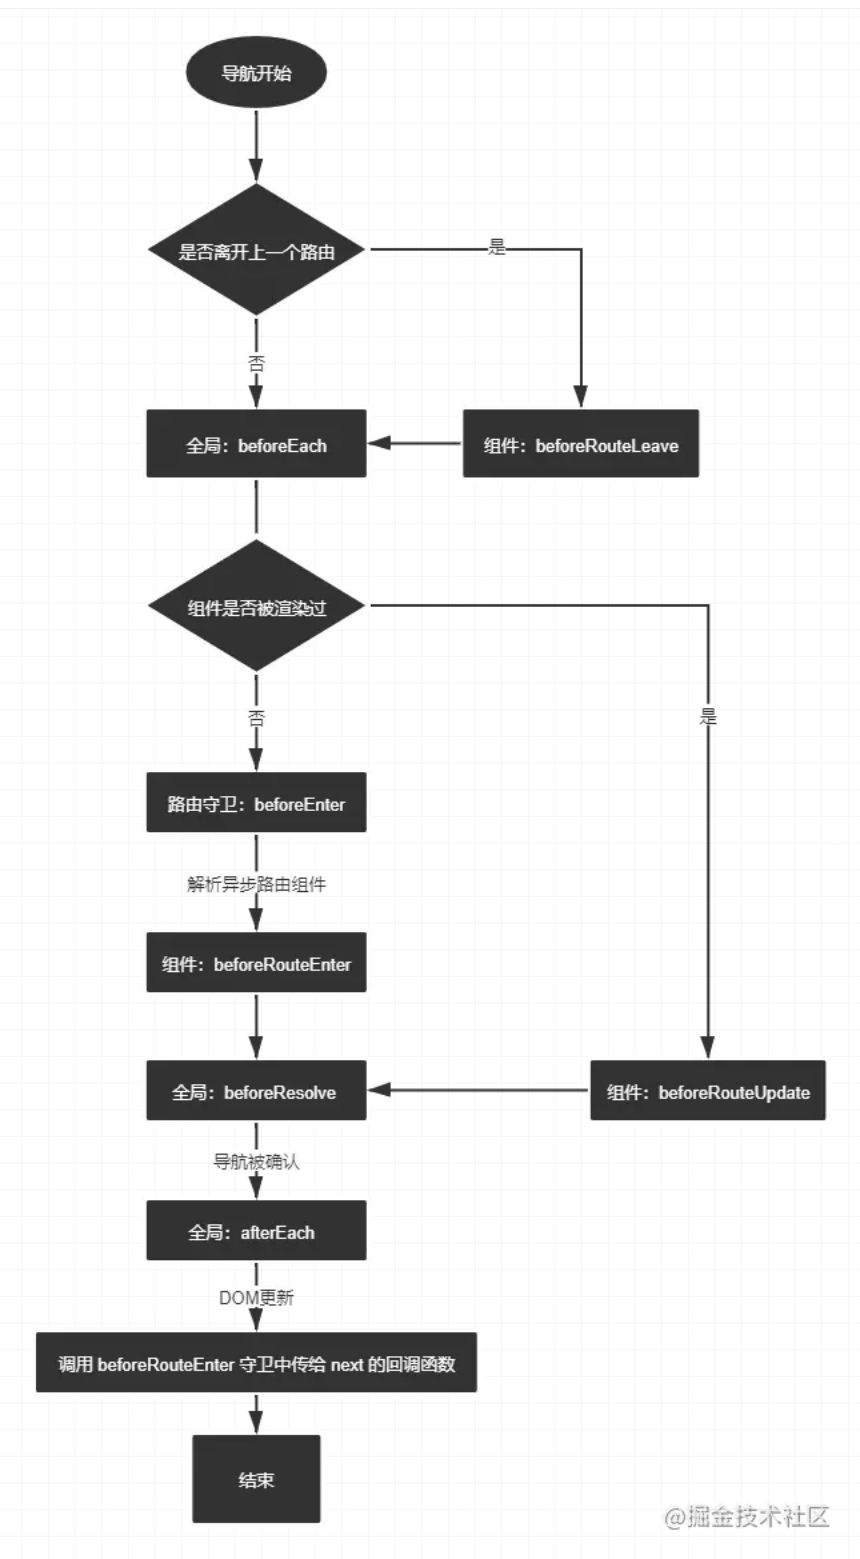 导航开始
是否离开上一个路由
是
否
全局：beforeEach
组件：beforeRouteLeave
组件是否被渲染过
否
是
路由守卫：beforeEnter
解析异步路由组件
组件：beforeRouteEnter
全局：beforeResolve
组件：beforeRouteUpdate
导航被确认
全局：afterEach
DOM更新
调用 beforeRouteEnter 守卫中传给 next 的回调函数
结束
@掘金技术社区